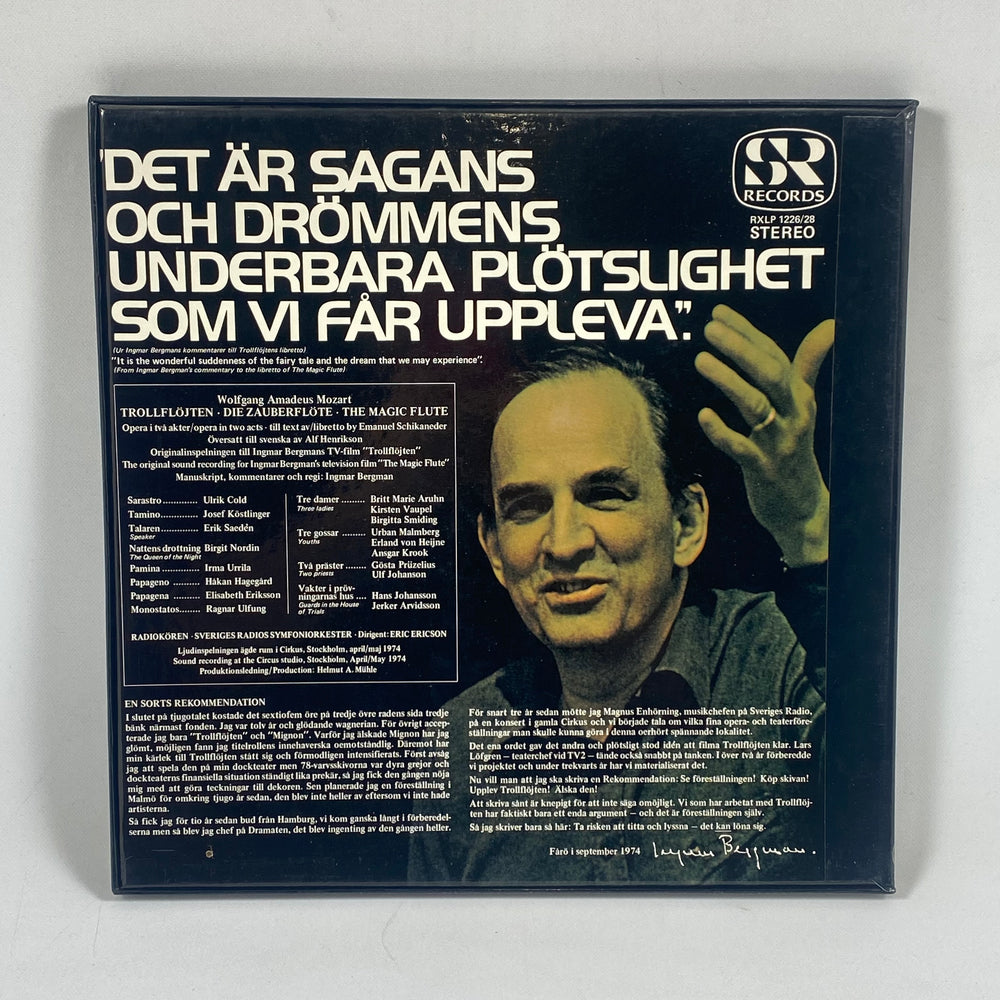 "DET ÄR SAGANS
OCH DRÖMMENS
UNDERBARA PLÖTSLIGHET
SOM VI FÅR UPPLEVA".
(Ur Ingmar Bergmans kommentarer till Trollflöjtens libretto)
"It is the wonderful suddenness of the fairy tale and the dream that we may experience".
(From Ingmar Bergman's commentary to the libretto of The Magic Flute)
SR
RECORDS
RXLP 1226/28
STEREO
Wolfgang Amadeus Mozart
TROLLFLÖJTEN · DIE ZAUBERFLÖTE · THE MAGIC FLUTE
Opera i två akter/opera in two acts · till text av/libretto by Emanuel Schikaneder
Översatt till svenska av Alf Henrikson
Originalinspelningen till Ingmar Bergmans TV-film "Trollflöjten"
The original sound recording for Ingmar Bergman's television film "The Magic Flute"
Manuskript, kommentarer och regi: Ingmar Bergman
Sarastro ............. Ulrik Cold
Tamino .............. Josef Köstlinger
Talaren .............. Erik Saedén
Speaker
Nattens drottning Birgit Nordin
The Queen of the Night
Pamina .............. Irma Urrila
Papageno .......... Håkan Hagegård
Papagena .......... Elisabeth Eriksson
Monostatos ....... Ragnar Ulfung
Tre damer ......... Britt Marie Aruhn
Three ladies
Kirsten Vaupel
Birgitta Smiding
Tre gossar ......... Urban Malmberg
Youths
Erland von Heijne
Ansgar Krook
Två präster ........ Gösta Prüzelius
Two priests
Ulf Johanson
Vakter i pröv-
ningarnas hus .... Hans Johansson
Guards in the House
of Trials
Jerker Arvidsson
RADIOKÖREN · SVERIGES RADIOS SYMFONIORKESTER · Dirigent: ERIC ERICSON
Ljudinspelningen ägde rum i Cirkus, Stockholm, april/maj 1974
Sound recording at the Circus studio, Stockholm, April/May 1974
Produktionsledning/Production: Helmut A. Mühle
EN SORTS REKOMMENDATION
I slutet på tjugotalet kostade det sextiofem öre på tredje övre radens sida tredje
bänk närmast fonden. Jag var tolv år och glödande wagnerian. För övrigt accep-
terade jag bara "Trollflöjten" och "Mignon". Varför jag älskade Mignon har jag
glömt, möjligen fann jag titelrollens innehaverska oemotståndlig. Däremot har
min kärlek till Trollflöjten stått sig och förmodligen intensifierats. Först avsåg
jag att spela den på min dockteater men 78-varvsskivorna var dyra grejor och
dockteaterns finansiella situation ständigt lika prekär, så jag fick den gången nöja
mig med att göra teckningar till dekoren. Sen planerade jag en föreställning i
Malmö för omkring tjugo år sedan, den blev inte heller av eftersom vi inte hade
artisterna.
Så fick jag för tio år sedan bud från Hamburg, vi kom ganska långt i förberedel-
serna men så blev jag chef på Dramaten, det blev ingenting av den gången heller.
För snart tre år sedan mötte jag Magnus Enhörning, musikchefen på Sveriges Radio,
på en konsert i gamla Cirkus och vi började tala om vilka fina opera- och teaterföre-
ställningar man skulle kunna göra i denna oerhört spännande lokalitet.
Det ena ordet gav det andra och plötsligt stod idén att filma Trollflöjten klar. Lars
Löfgren – teaterchef vid TV2 – tände också snabbt på tanken. I över två år förberedde
vi projektet och under trekvarts år har vi materialiserat det.
Nu vill man att jag ska skriva en Rekommendation: Se föreställningen! Köp skivan!
Upplev Trollflöjten! Älska den!
Att skriva sånt är knepigt för att inte säga omöjligt. Vi som har arbetat med Trollflöj-
ten har faktiskt bara ett enda argument – och det är föreställningen själv.
Så jag skriver bara så här: Ta risken att titta och lyssna – det kan löna sig.
Fårö i september 1974 Ingmar Bergman.